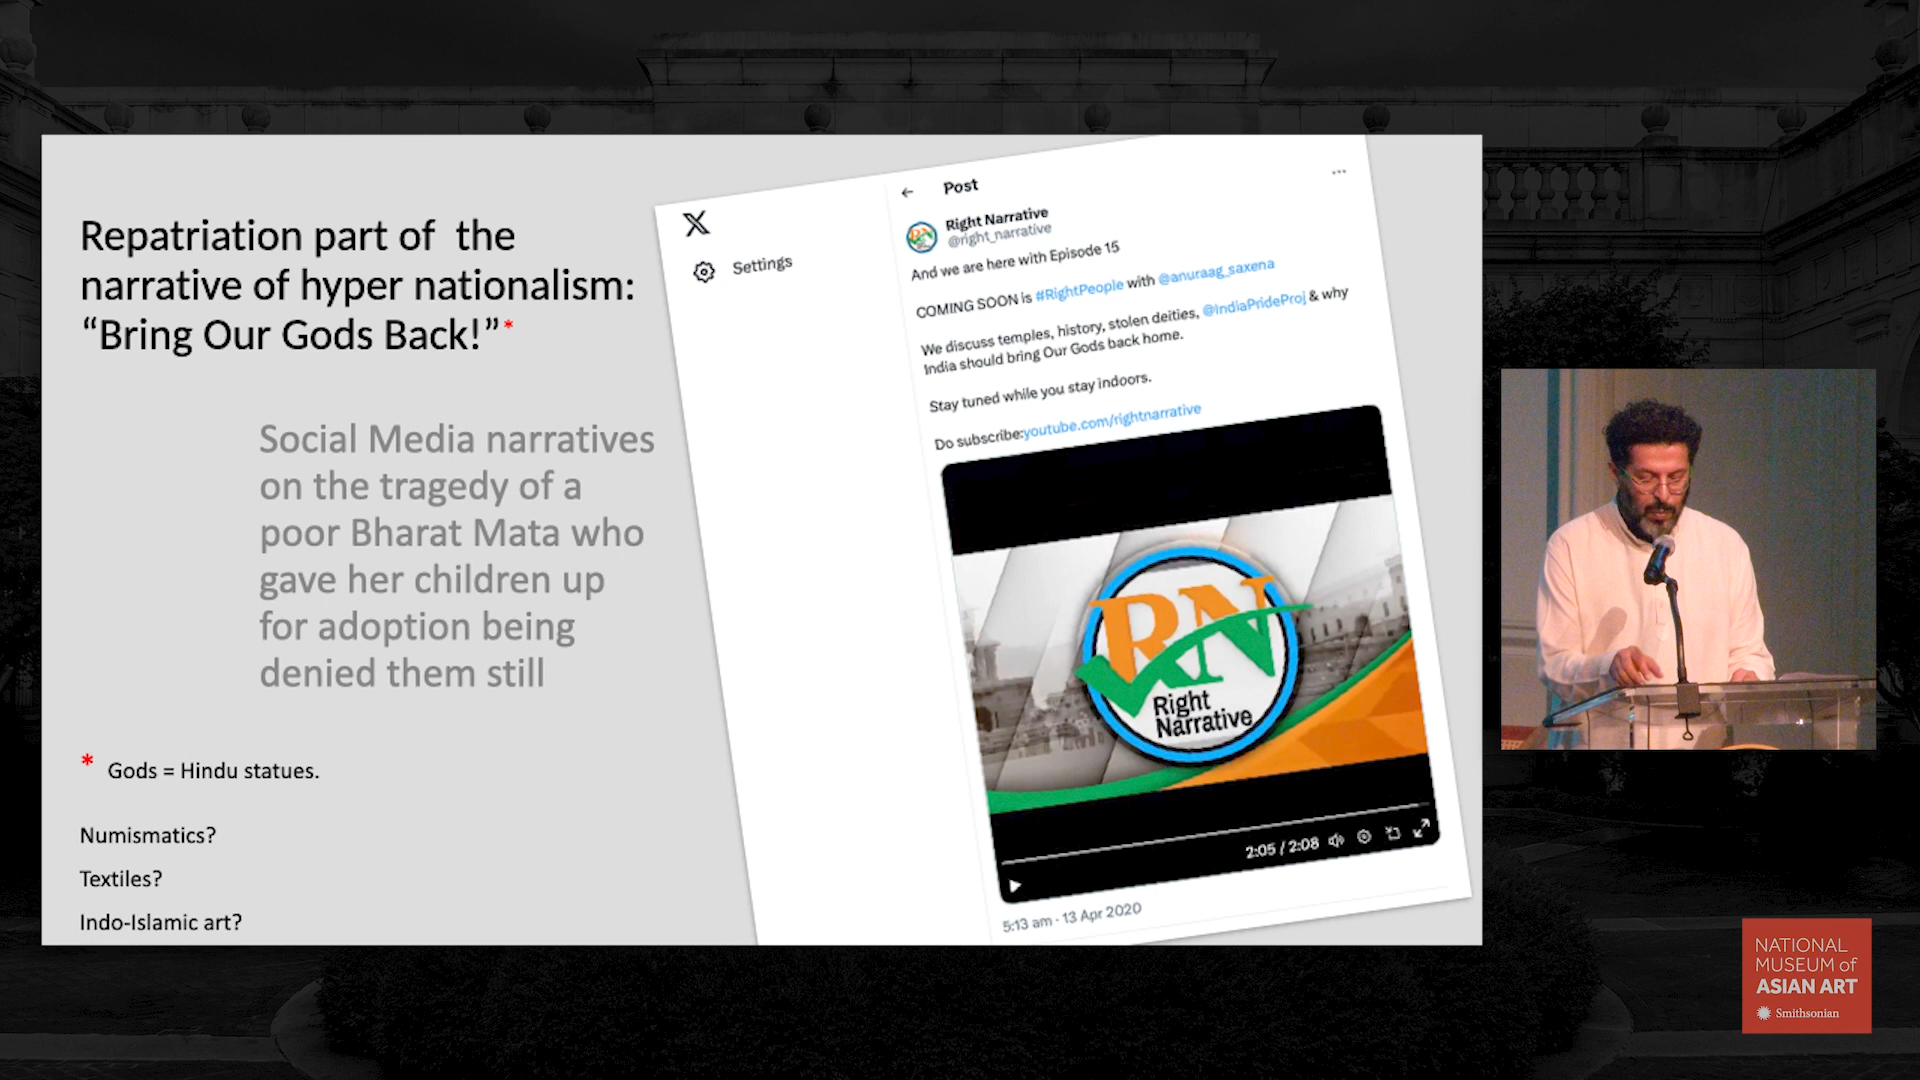 Repatriation part of the
narrative of hyper nationalism:
“Bring Our Gods Back!”*
Social Media narratives
on the tragedy of a
poor Bharat Mata who
gave her children up
for adoption being
denied them still
* Gods = Hindu statues.
Numismatics?
Textiles?
Indo-Islamic art?
X
Settings
← Post
...
RN
Right Narrative
@right_narrative
And we are here with Episode 15
COMING SOON is #RightPeople with @anuraag_saxena
We discuss temples, history, stolen deities, @IndiaPrideProj & why
India should bring Our Gods back home.
Stay tuned while you stay indoors.
Do subscribe:youtube.com/rightnarrative
RN
Right
Narrative
2:05 / 2:08
5:13 am · 13 Apr 2020
NATIONAL
MUSEUM of
ASIAN ART
Smithsonian